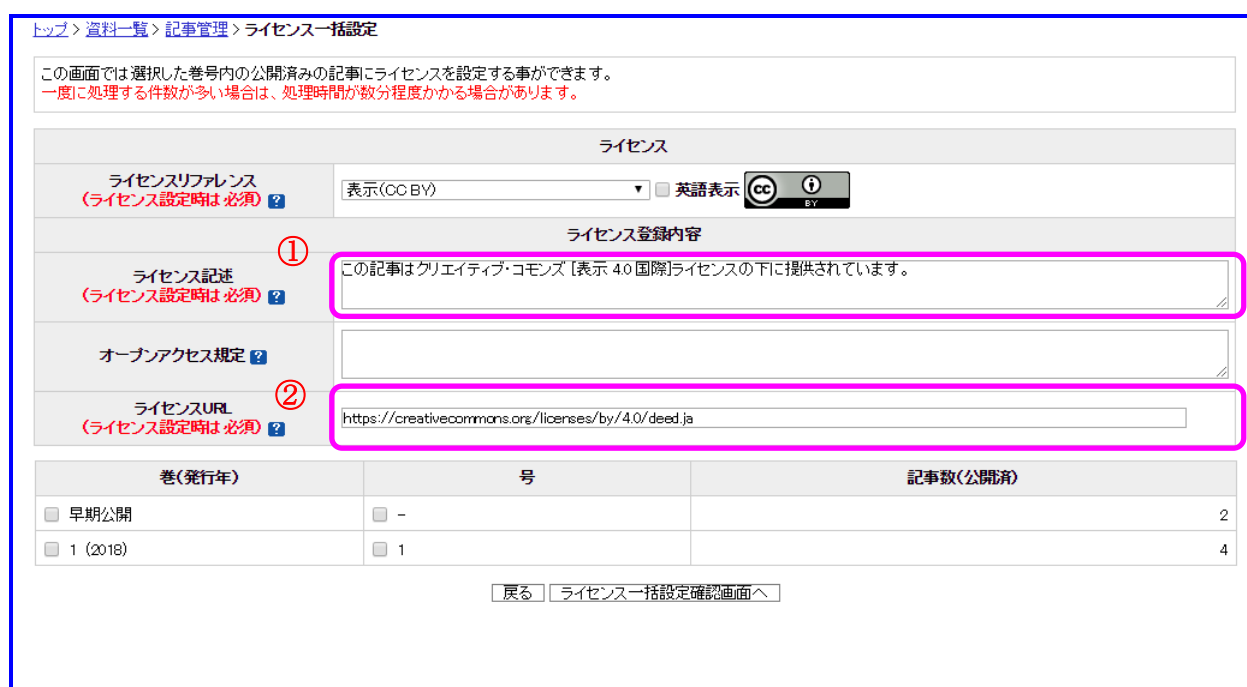 トップ > 資料一覧 > 記事管理 > ライセンス一括設定
この画面では選択した巻号内の公開済みの記事にライセンスを設定する事ができます。
一度に処理する件数が多い場合は、処理時間が数分程度かかる場合があります。
ライセンス
ライセンスリファレンス
(ライセンス設定時は必須) ?
表示(CC BY) ▼ 英語表示 cc BY
ライセンス登録内容
①
ライセンス記述
(ライセンス設定時は必須) ?
この記事はクリエイティブ・コモンズ [表示 4.0 国際]ライセンスの下に提供されています。
オープンアクセス規定 ?
②
ライセンスURL
(ライセンス設定時は必須) ?
https://creativecommons.org/licenses/by/4.0/deed.ja
巻(発行年) 号 記事数(公開済)
早期公開 - 2
1 (2018) 1 4
戻る ライセンス一括設定確認画面へ